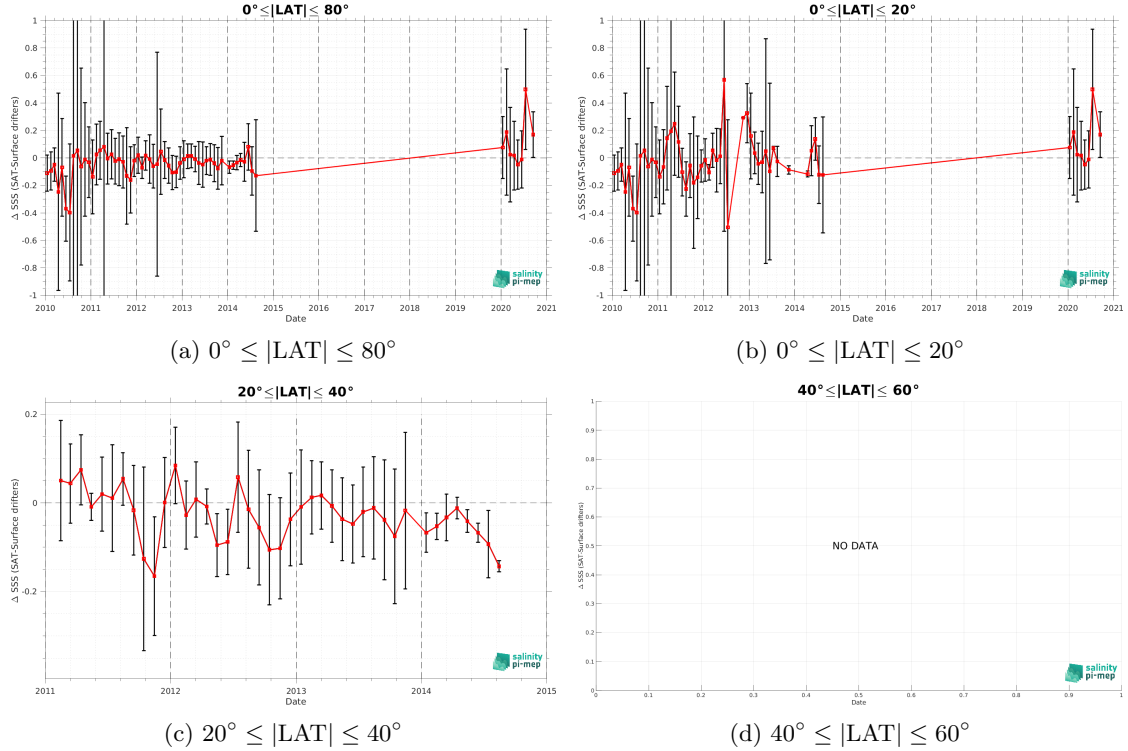 0°≤|LAT|≤ 80°
Δ SSS (SAT-Surface drifters)
1
0.8
0.6
0.4
0.2
0
-0.2
-0.4
-0.6
-0.8
-1
2010 2011 2012 2013 2014 2015 2016 2017 2018 2019 2020 2021
Date
salinity
pi-mep
(a) 0° ≤ |LAT| ≤ 80°
0°≤|LAT|≤ 20°
Δ SSS (SAT-Surface drifters)
1
0.8
0.6
0.4
0.2
0
-0.2
-0.4
-0.6
-0.8
-1
2010 2011 2012 2013 2014 2015 2016 2017 2018 2019 2020 2021
Date
salinity
pi-mep
(b) 0° ≤ |LAT| ≤ 20°
20°≤|LAT|≤ 40°
Δ SSS (SAT-Surface drifters)
0.2
0
-0.2
2011 2012 2013 2014 2015
Date
salinity
pi-mep
(c) 20° ≤ |LAT| ≤ 40°
40°≤|LAT|≤ 60°
Δ SSS (SAT-Surface drifters)
1
0.9
0.8
0.7
0.6
0.5
0.4
0.3
0.2
0.1
0
NO DATA
0 0.1 0.2 0.3 0.4 0.5 0.6 0.7 0.8 0.9 1
Date
salinity
pi-mep
(d) 40° ≤ |LAT| ≤ 60°